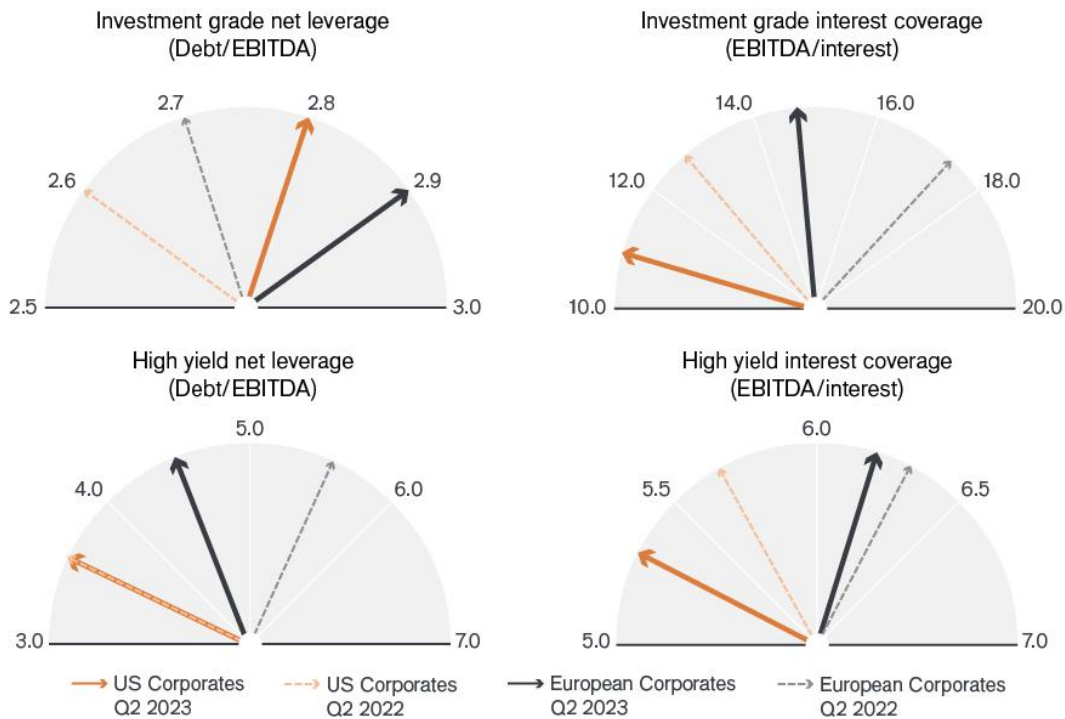 Investment grade net leverage
(Debt/EBITDA)
2.5
2.6
2.7
2.8
2.9
3.0
Investment grade interest coverage
(EBITDA/interest)
10.0
12.0
14.0
16.0
18.0
20.0
High yield net leverage
(Debt/EBITDA)
3.0
4.0
5.0
6.0
7.0
High yield interest coverage
(EBITDA/interest)
5.0
5.5
6.0
6.5
7.0
US Corporates
Q2 2023
US Corporates
Q2 2022
European Corporates
Q2 2023
European Corporates
Q2 2022